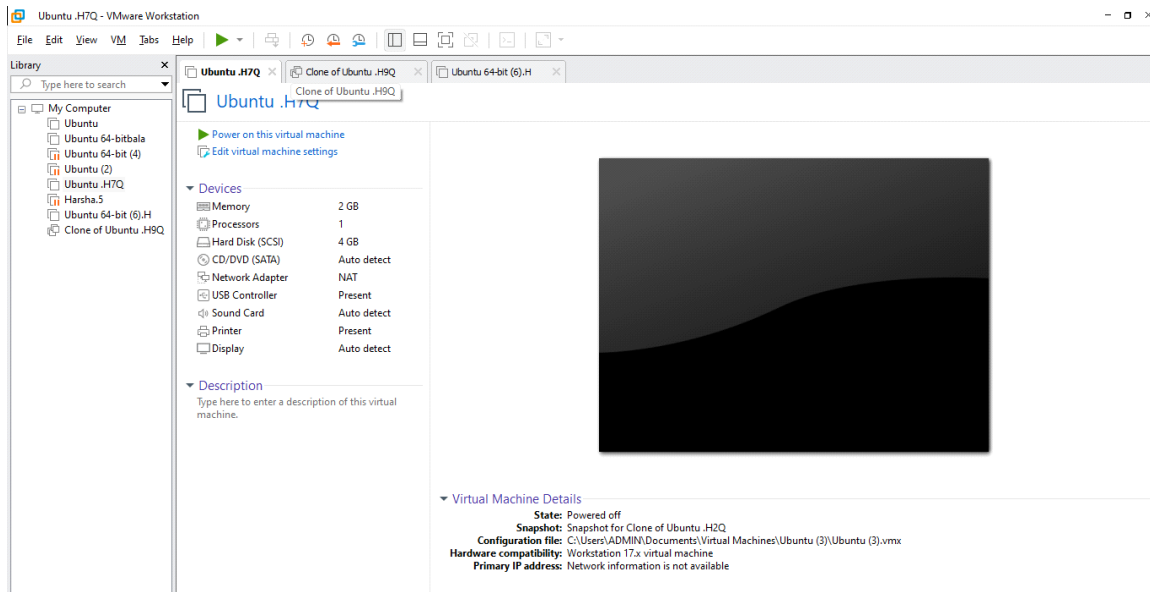 Ubuntu .H7Q - VMware Workstation
File Edit View VM Tabs Help
Library
Type here to search
My Computer
Ubuntu
Ubuntu 64-bitbala
Ubuntu 64-bit (4)
Ubuntu (2)
Ubuntu .H7Q
Harsha.5
Ubuntu 64-bit (6).H
Clone of Ubuntu .H9Q
Ubuntu .H7Q Clone of Ubuntu .H9Q Ubuntu 64-bit (6).H
Clone of Ubuntu .H9Q
Ubuntu .H7Q
Power on this virtual machine
Edit virtual machine settings
Devices
Memory 2 GB
Processors 1
Hard Disk (SCSI) 4 GB
CD/DVD (SATA) Auto detect
Network Adapter NAT
USB Controller Present
Sound Card Auto detect
Printer Present
Display Auto detect
Description
Type here to enter a description of this virtual
machine.
Virtual Machine Details
State: Powered off
Snapshot: Snapshot for Clone of Ubuntu .H2Q
Configuration file: C:\Users\ADMIN\Documents\Virtual Machines\Ubuntu (3)\Ubuntu (3).vmx
Hardware compatibility: Workstation 17.x virtual machine
Primary IP address: Network information is not available